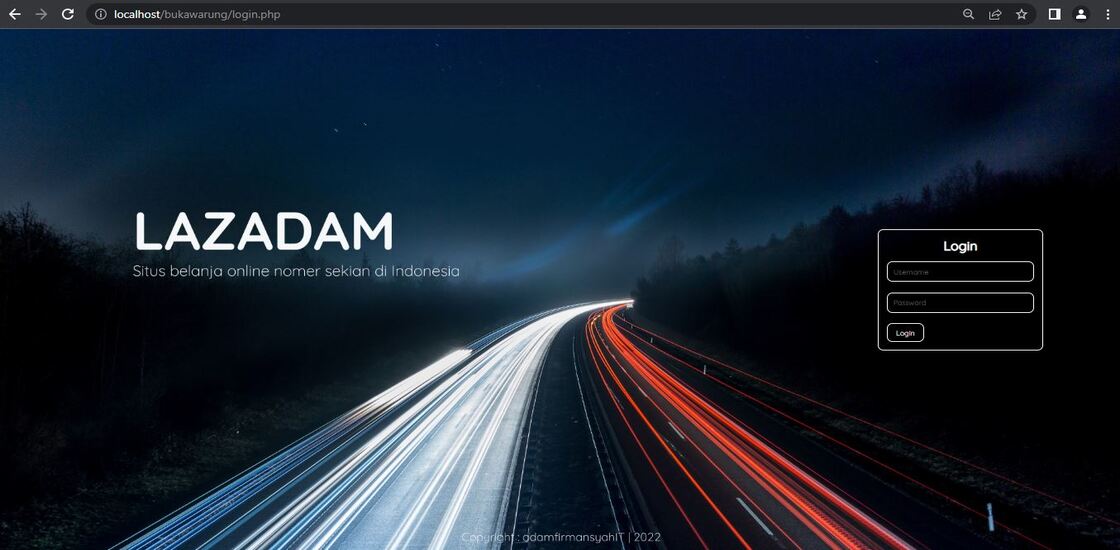 localhost/bukawarung/login.php
LAZADAM
Situs belanja online nomer sekian di Indonesia
Login
Username
Password
Login
Copyright : adamfirmansyahIT | 2022